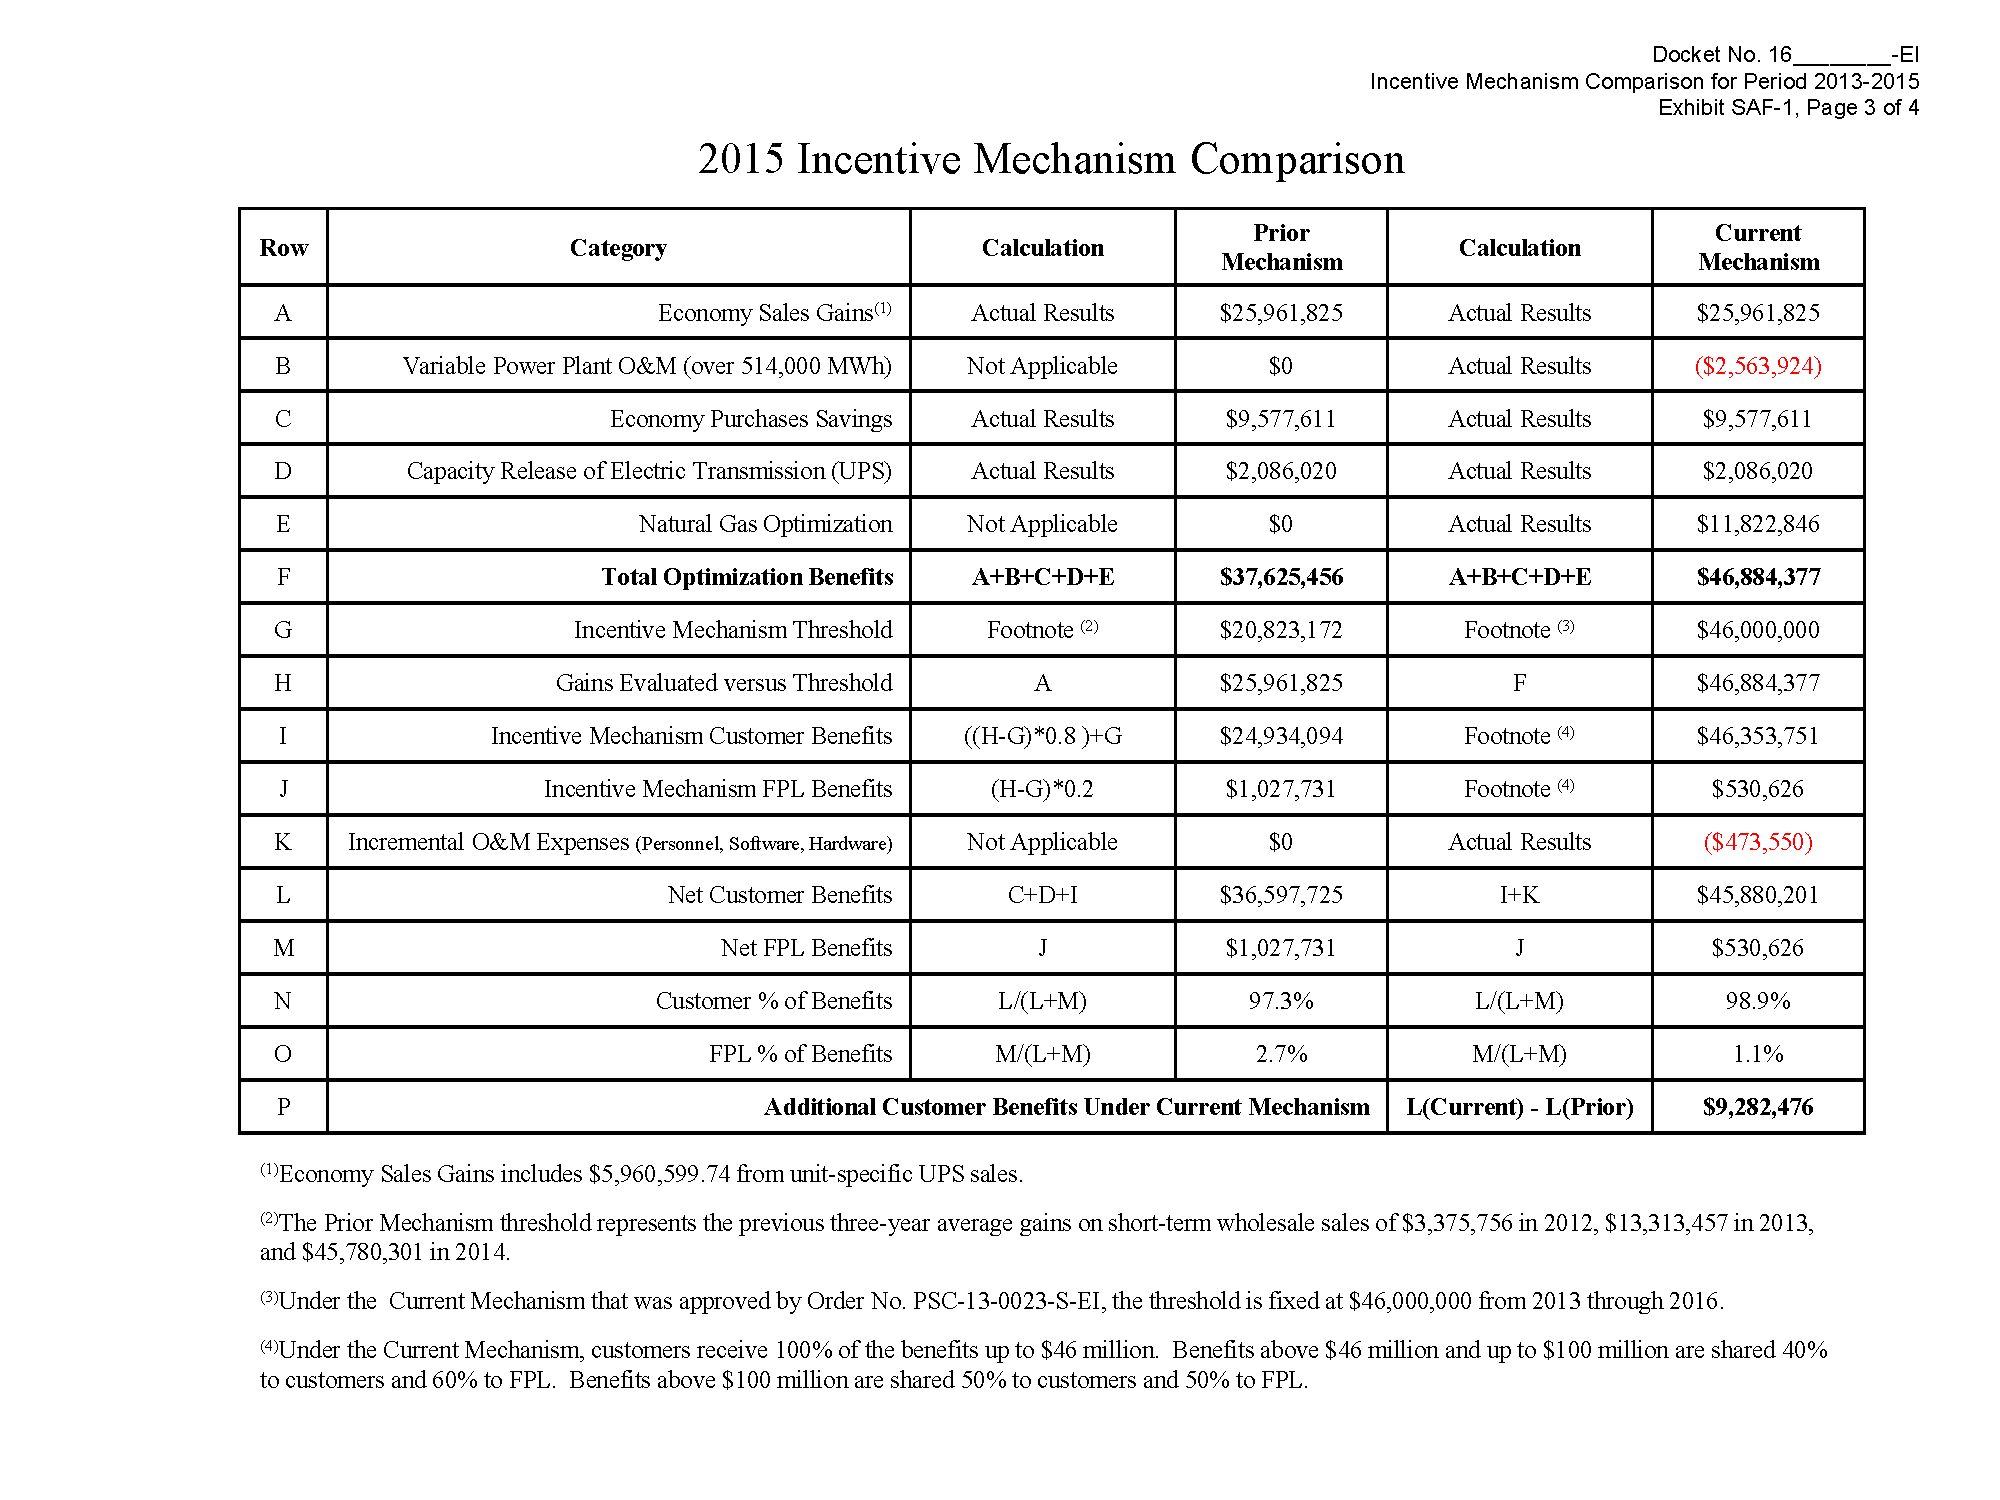 Docket No. 16________-EI
Incentive Mechanism Comparison for Period 2013-2015
Exhibit SAF-1, Page 3 of 4
2015 Incentive Mechanism Comparison
Row Category Calculation Prior Mechanism Calculation Current Mechanism
A Economy Sales Gains(1) Actual Results $25,961,825 Actual Results $25,961,825
B Variable Power Plant O&M (over 514,000 MWh) Not Applicable $0 Actual Results ($2,563,924)
C Economy Purchases Savings Actual Results $9,577,611 Actual Results $9,577,611
D Capacity Release of Electric Transmission (UPS) Actual Results $2,086,020 Actual Results $2,086,020
E Natural Gas Optimization Not Applicable $0 Actual Results $11,822,846
F Total Optimization Benefits A+B+C+D+E $37,625,456 A+B+C+D+E $46,884,377
G Incentive Mechanism Threshold Footnote (2) $20,823,172 Footnote (3) $46,000,000
H Gains Evaluated versus Threshold A $25,961,825 F $46,884,377
I Incentive Mechanism Customer Benefits ((H-G)*0.8 )+G $24,934,094 Footnote (4) $46,353,751
J Incentive Mechanism FPL Benefits (H-G)*0.2 $1,027,731 Footnote (4) $530,626
K Incremental O&M Expenses (Personnel, Software, Hardware) Not Applicable $0 Actual Results ($473,550)
L Net Customer Benefits C+D+I $36,597,725 I+K $45,880,201
M Net FPL Benefits J $1,027,731 J $530,626
N Customer % of Benefits L/(L+M) 97.3% L/(L+M) 98.9%
O FPL % of Benefits M/(L+M) 2.7% M/(L+M) 1.1%
P Additional Customer Benefits Under Current Mechanism L(Current) - L(Prior) $9,282,476
(1)Economy Sales Gains includes $5,960,599.74 from unit-specific UPS sales.
(2)The Prior Mechanism threshold represents the previous three-year average gains on short-term wholesale sales of $3,375,756 in 2012, $13,313,457 in 2013,
and $45,780,301 in 2014.
(3)Under the Current Mechanism that was approved by Order No. PSC-13-0023-S-EI, the threshold is fixed at $46,000,000 from 2013 through 2016.
(4)Under the Current Mechanism, customers receive 100% of the benefits up to $46 million. Benefits above $46 million and up to $100 million are shared 40%
to customers and 60% to FPL. Benefits above $100 million are shared 50% to customers and 50% to FPL.